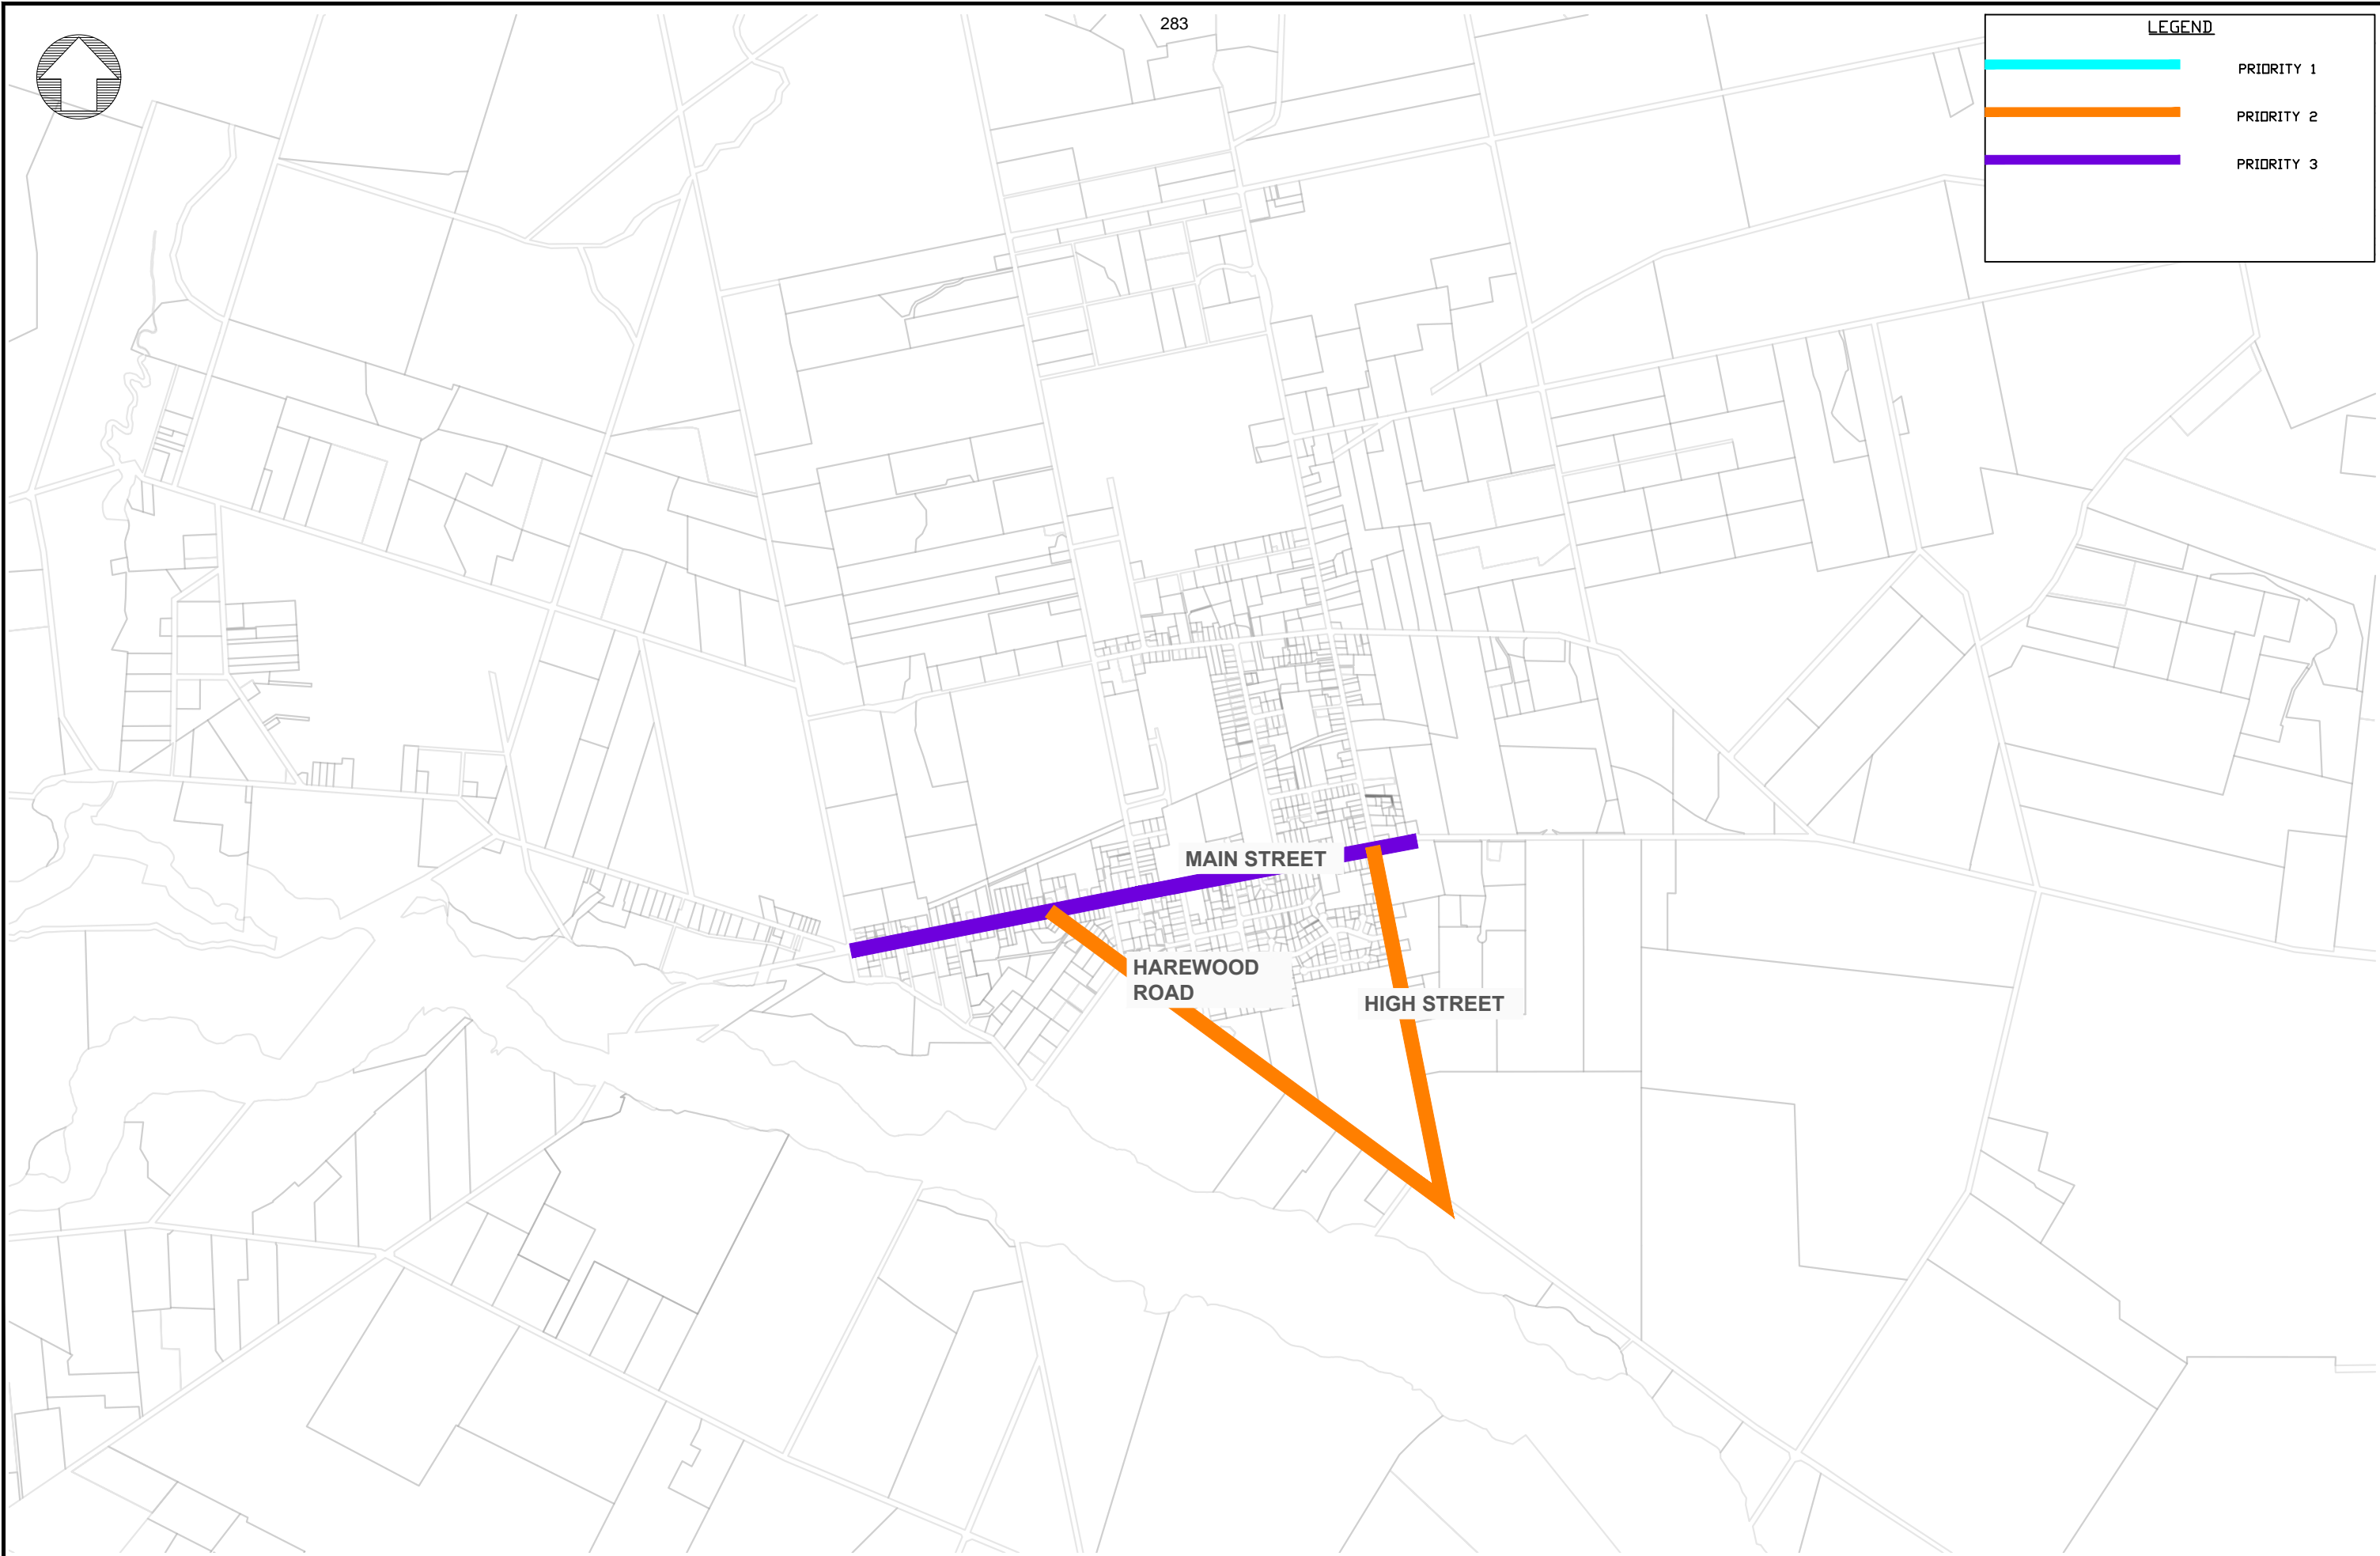 283
LEGEND
PRIORITY 1
PRIORITY 2
PRIORITY 3
MAIN STREET
HAREWOOD
ROAD
HIGH STREET